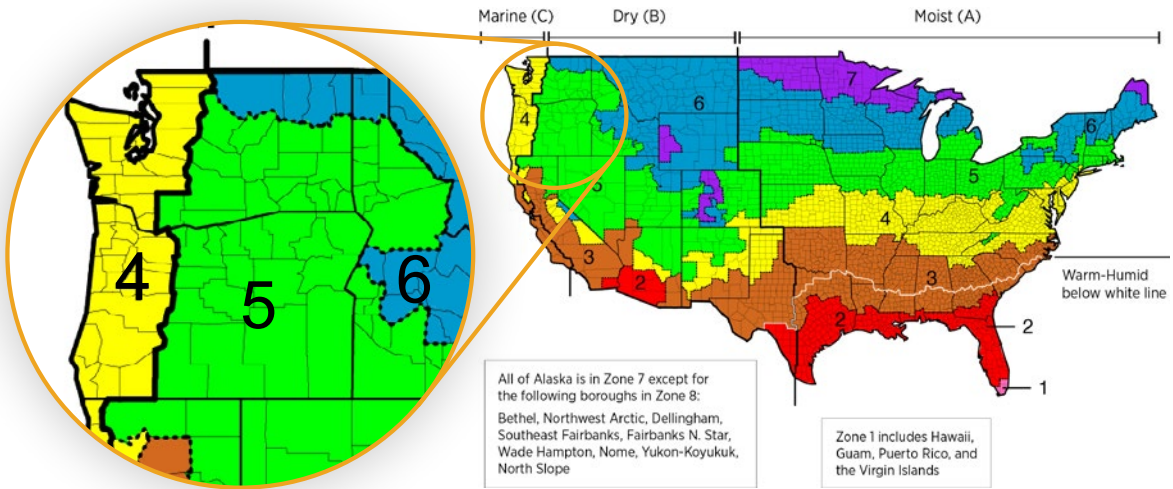 Marine (C)
Dry (B)
Moist (A)
7
6
6
4
5
5
4
3
3
2
2
Warm-Humid
below white line
2
1
4
5
6
All of Alaska is in Zone 7 except for
the following boroughs in Zone 8:
Bethel, Northwest Arctic, Dellingham,
Southeast Fairbanks, Fairbanks N. Star,
Wade Hampton, Nome, Yukon-Koyukuk,
North Slope
Zone 1 includes Hawaii,
Guam, Puerto Rico, and
the Virgin Islands